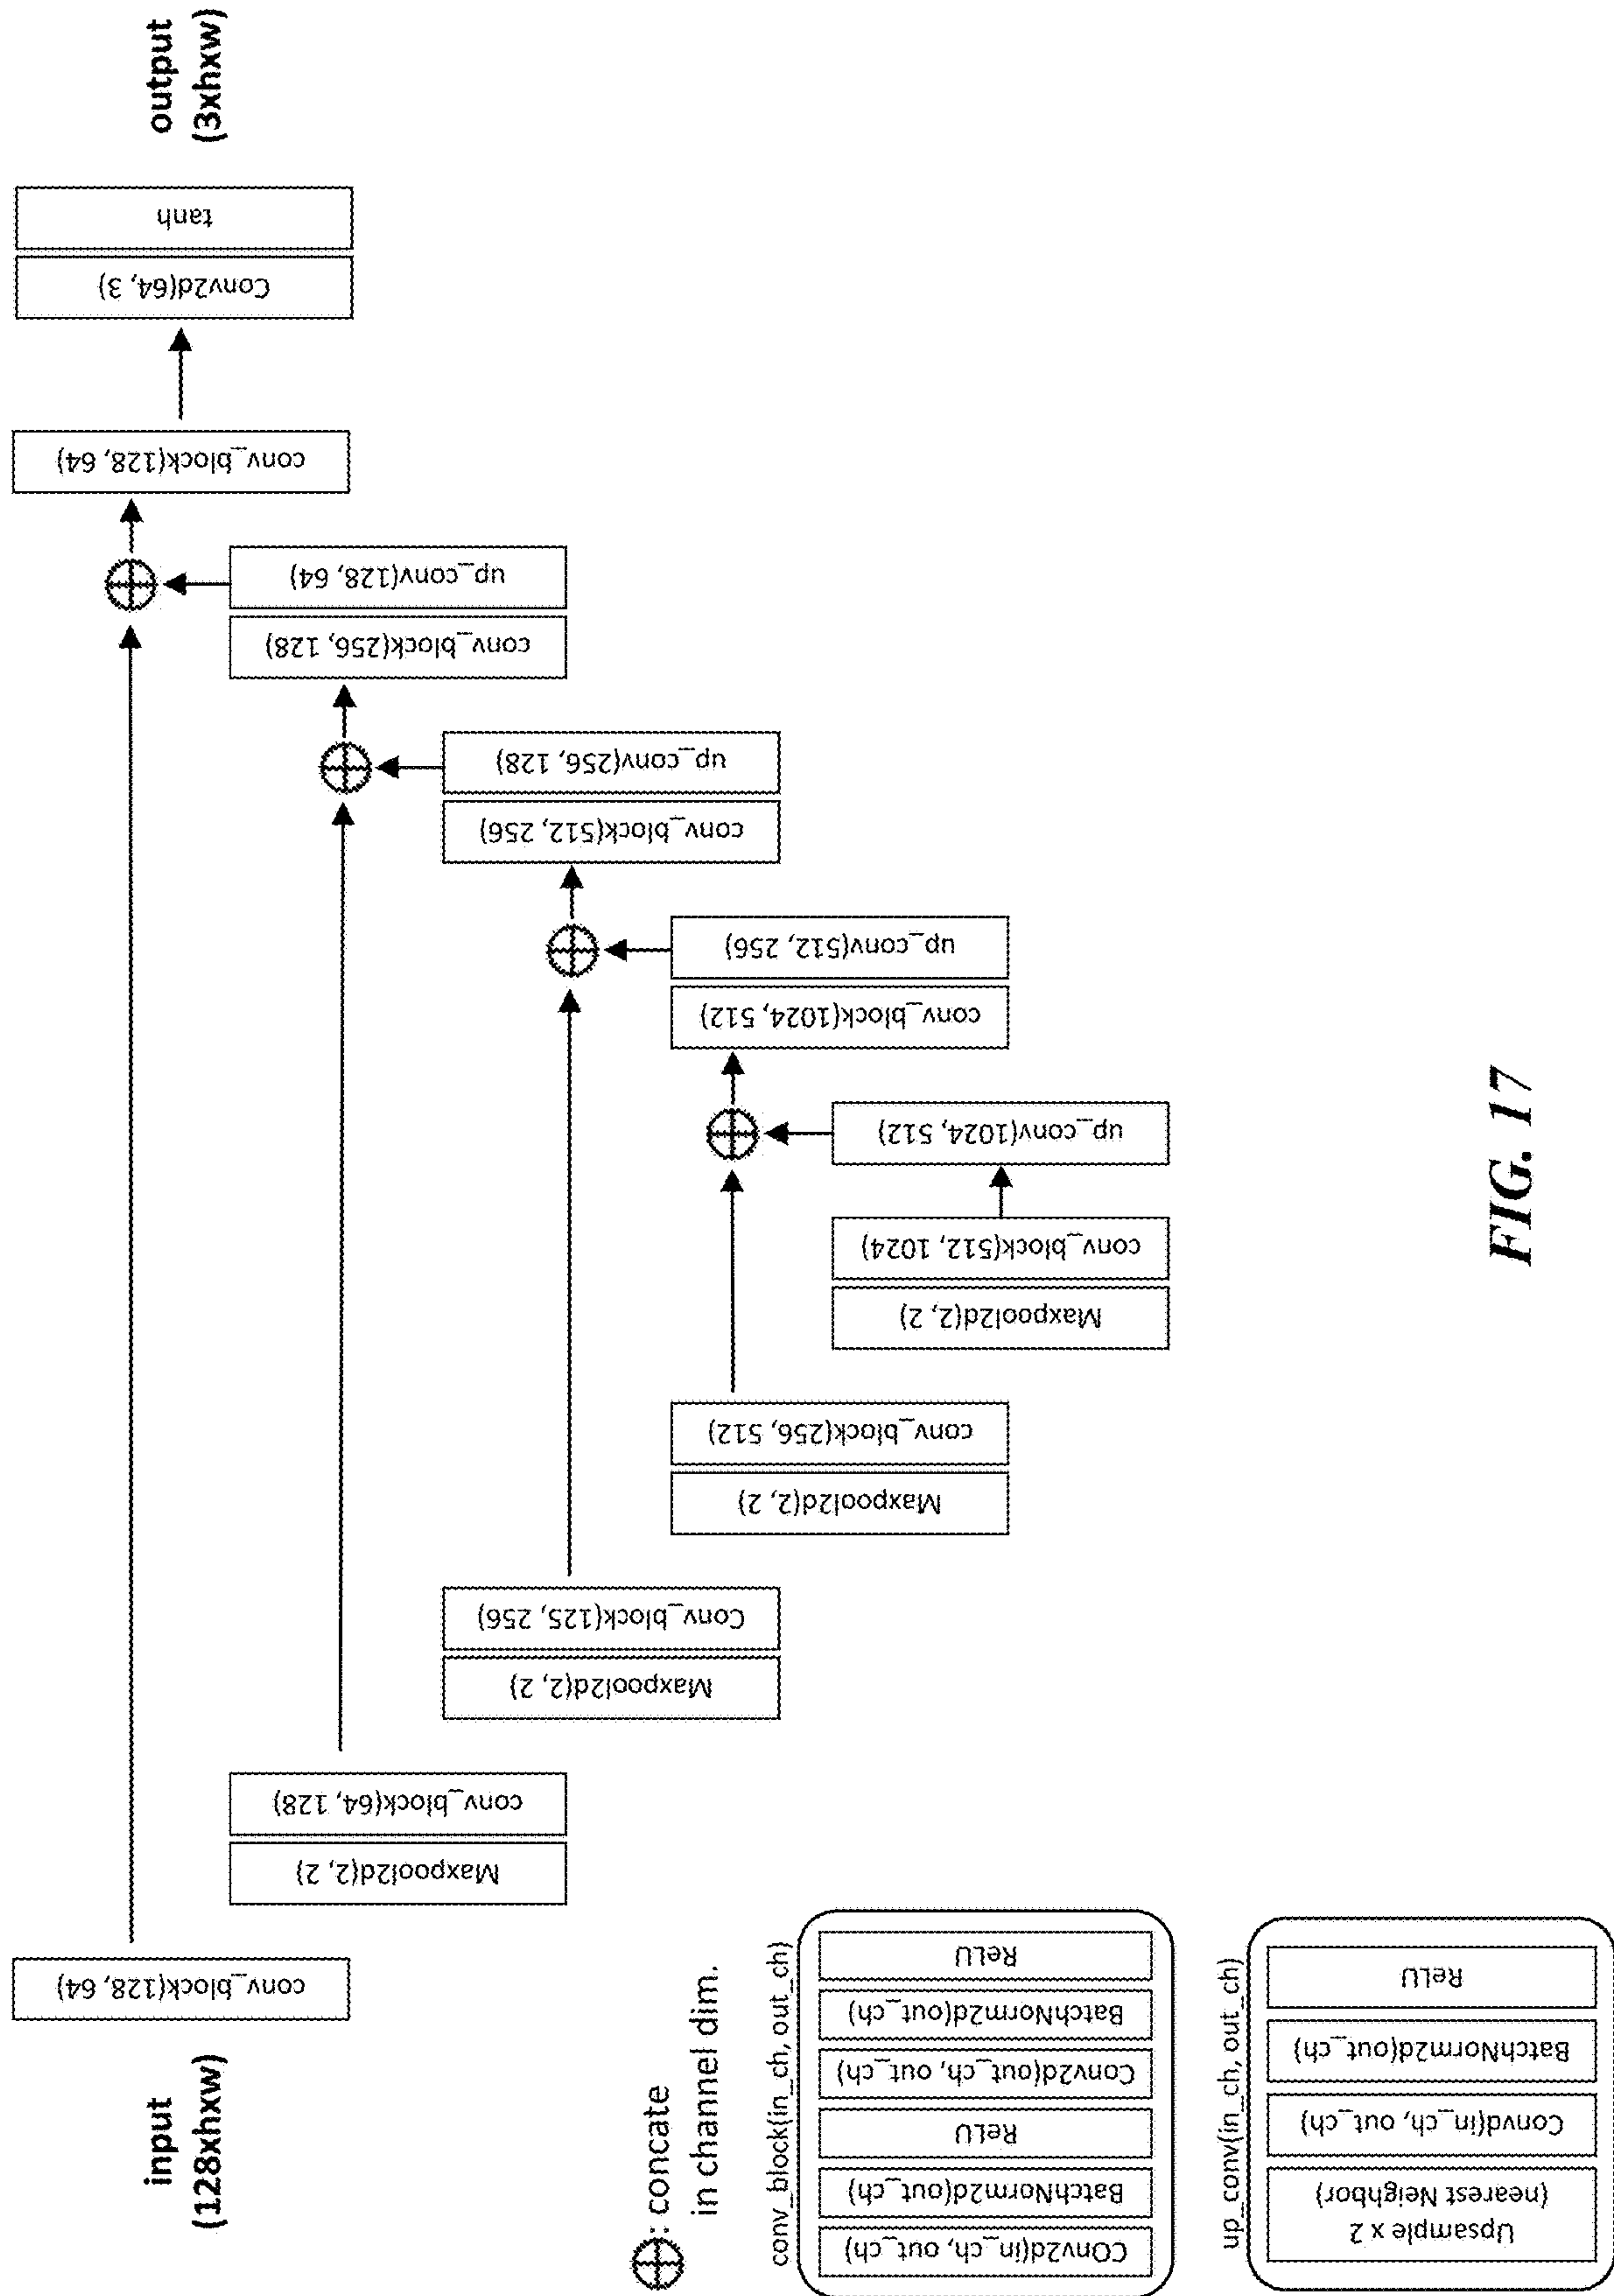 input
(128xhxw)
conv_block(128, 64)
Maxpool2d(2, 2)
conv_block(64, 128)
Maxpool2d(2, 2)
Conv_block(125, 256)
Maxpool2d(2, 2)
conv_block(256, 512)
Maxpool2d(2, 2)
conv_block(512, 1024)
up_conv(1024, 512)
conv_block(1024, 512)
up_conv(512, 256)
conv_block(512, 256)
up_conv(256, 128)
conv_block(256, 128)
up_conv(128, 64)
conv_block(128, 64)
Conv2d(64, 3)
tanh
output
(3xhxw)
: concate
in channel dim.
conv_block(in_ch, out_ch)
COnv2d(in_ch, out_ch)
BatchNorm2d(out_ch)
ReLU
Conv2d(out_ch, out_ch)
BatchNorm2d(out_ch)
ReLU
up_conv(in_ch, out_ch)
Upsample x 2
(nearest Neighbor)
Convd(in_ch, out_ch)
BatchNorm2d(out_ch)
ReLU
FIG. 17